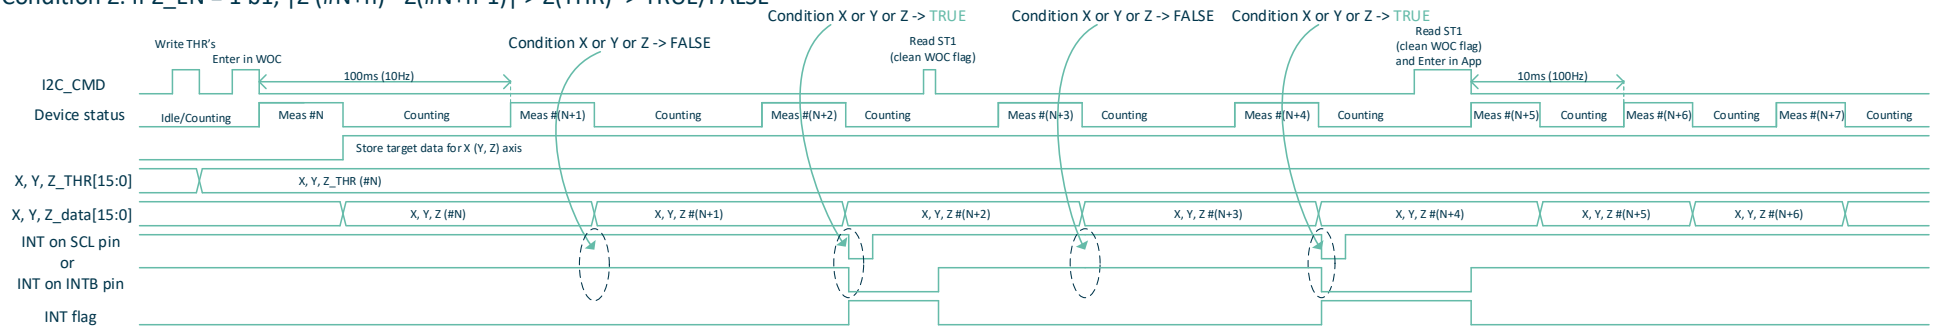 Condition X or Y or Z -> TRUE
Condition X or Y or Z -> FALSE
Condition X or Y or Z -> TRUE
Write THR's
Enter in WOC
Condition X or Y or Z -> FALSE
Read ST1
(clean WOC flag)
Read ST1
(clean WOC flag)
and Enter in App
I2C_CMD
100ms (10Hz)
10ms (100Hz)
Device status
Idle/Counting
Meas #N
Counting
Meas #(N+1)
Counting
Meas #(N+2)
Counting
Meas #(N+3)
Counting
Meas #(N+4)
Counting
Meas #(N+5)
Counting
Meas #(N+6)
Counting
Meas #(N+7)
Counting
Store target data for X (Y, Z) axis
X, Y, Z_THR[15:0]
X, Y, Z_THR (#N)
X, Y, Z_data[15:0]
X, Y, Z (#N)
X, Y, Z #(N+1)
X, Y, Z #(N+2)
X, Y, Z #(N+3)
X, Y, Z #(N+4)
X, Y, Z #(N+5)
X, Y, Z #(N+6)
INT on SCL pin
or
INT on INTB pin
INT flag